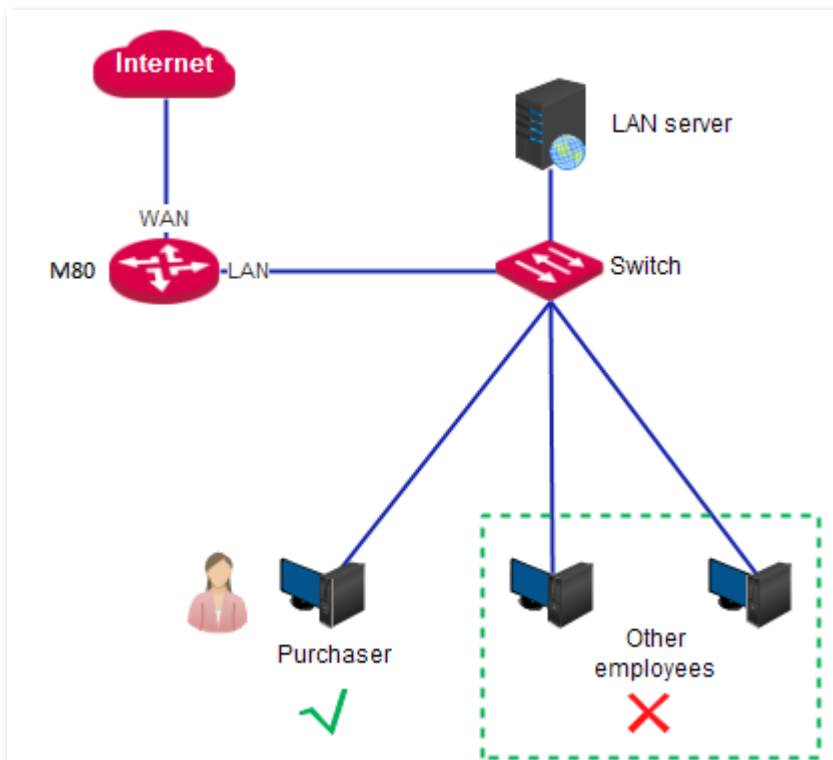 Internet
LAN server
WAN
M80
LAN
Switch
Purchaser
Other
employees